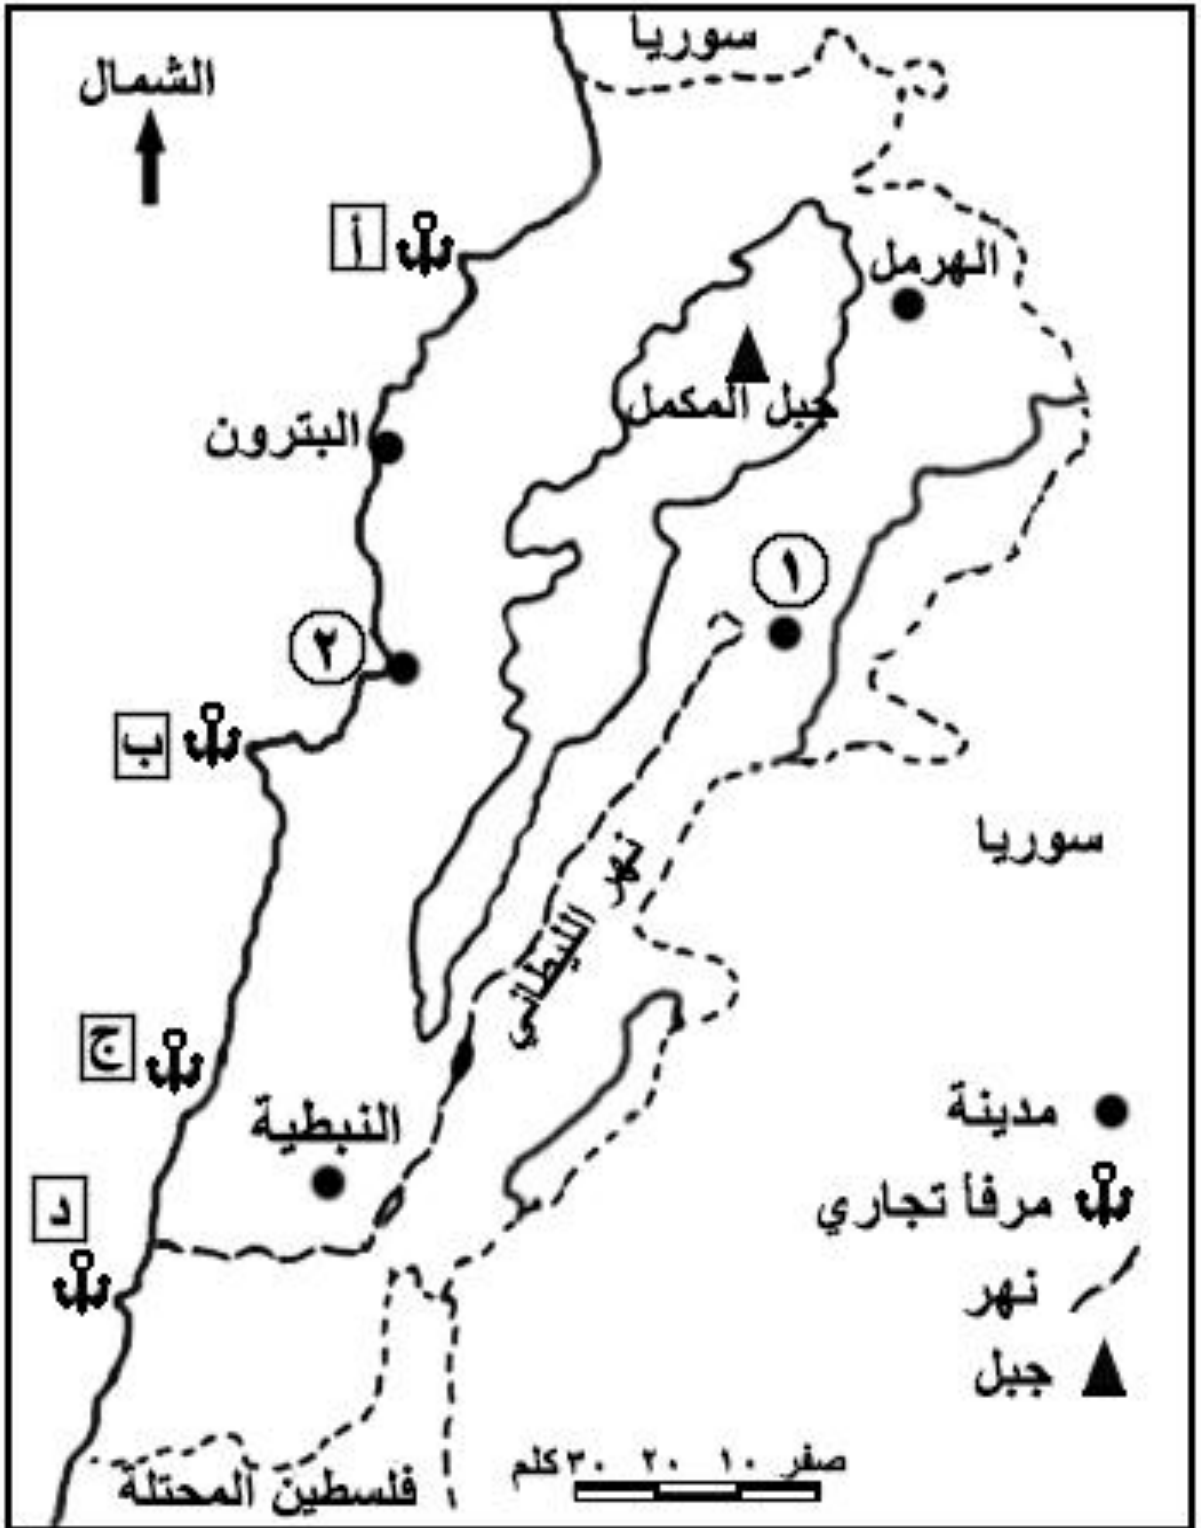 سوريا
الشمال
أ
الهرمل
جبل المكمل
البترون
١
٢
ب
سوريا
نهر الليطاني
ج
النبطية
د
مدينة
مرفأ تجاري
نهر
جبل
صفر ١٠ ٢٠ ٣٠ كلم
فلسطين المحتلة